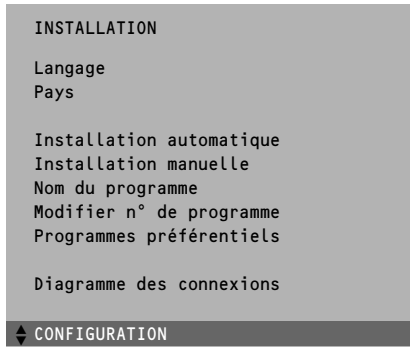 INSTALLATION
Langage
Pays
Installation automatique
Installation manuelle
Nom du programme
Modifier n° de programme
Programmes préférentiels
Diagramme des connexions
CONFIGURATION